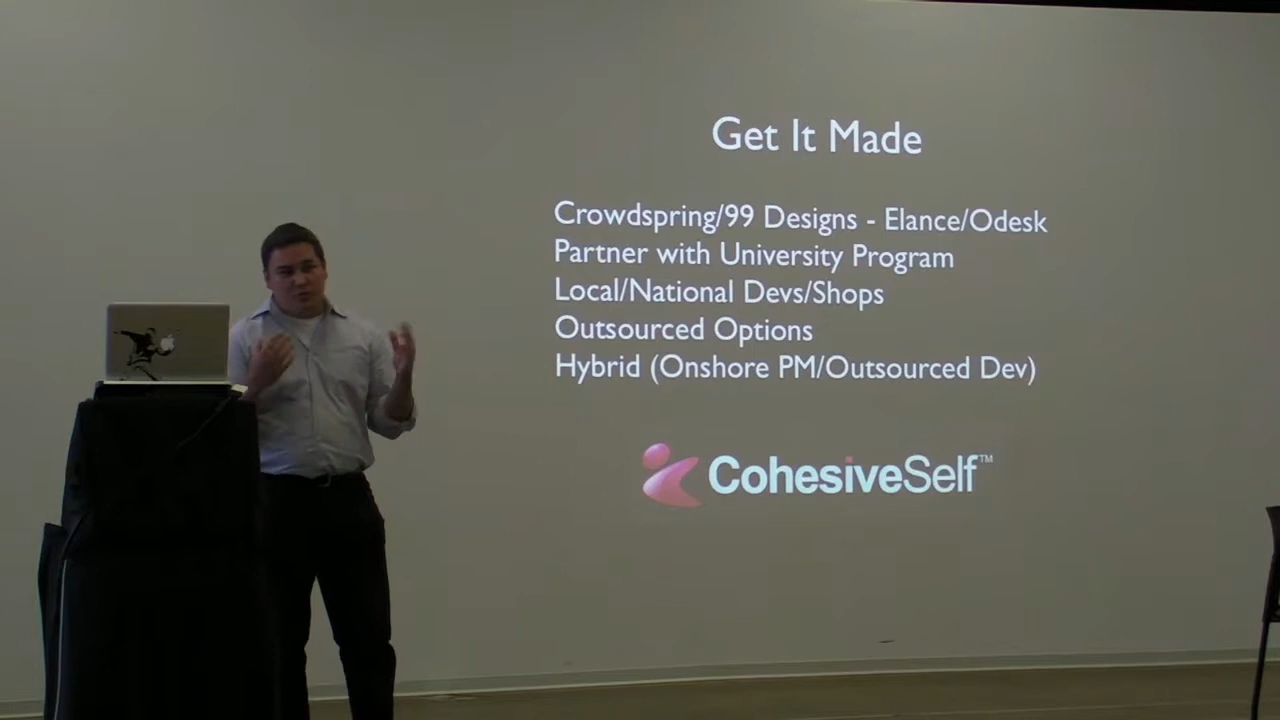 Get It Made
Crowdspring/99 Designs - Elance/Odesk
Partner with University Program
Local/National Devs/Shops
Outsourced Options
Hybrid (Onshore PM/Outsourced Dev)
CohesiveSelf™